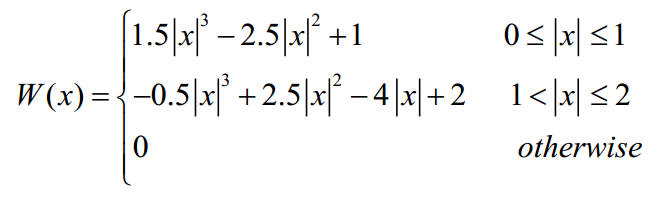 1.5|x|³ − 2.5|x|² + 1 0 ≤ |x| ≤ 1
W(x) = { −0.5|x|³ + 2.5|x|² − 4|x| + 2 1 < |x| ≤ 2
0 otherwise